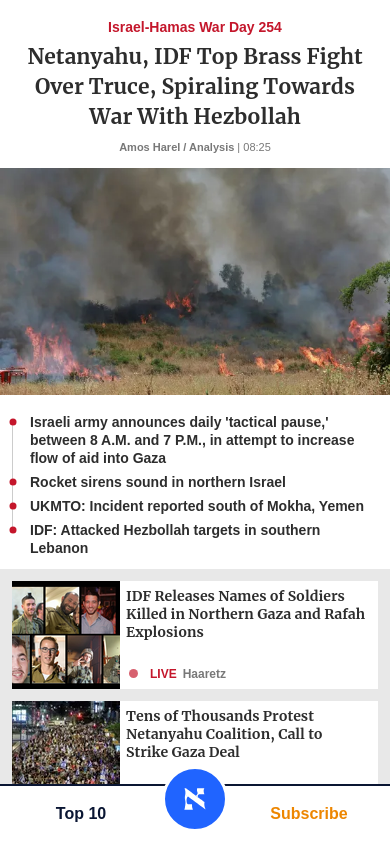 Israel-Hamas War Day 254
Netanyahu, IDF Top Brass Fight
Over Truce, Spiraling Towards
War With Hezbollah
Amos Harel / Analysis | 08:25
Israeli army announces daily 'tactical pause,'
between 8 A.M. and 7 P.M., in attempt to increase
flow of aid into Gaza
Rocket sirens sound in northern Israel
UKMTO: Incident reported south of Mokha, Yemen
IDF: Attacked Hezbollah targets in southern
Lebanon
IDF Releases Names of Soldiers
Killed in Northern Gaza and Rafah
Explosions
LIVE Haaretz
Tens of Thousands Protest
Netanyahu Coalition, Call to
Strike Gaza Deal
Top 10
א
Subscribe